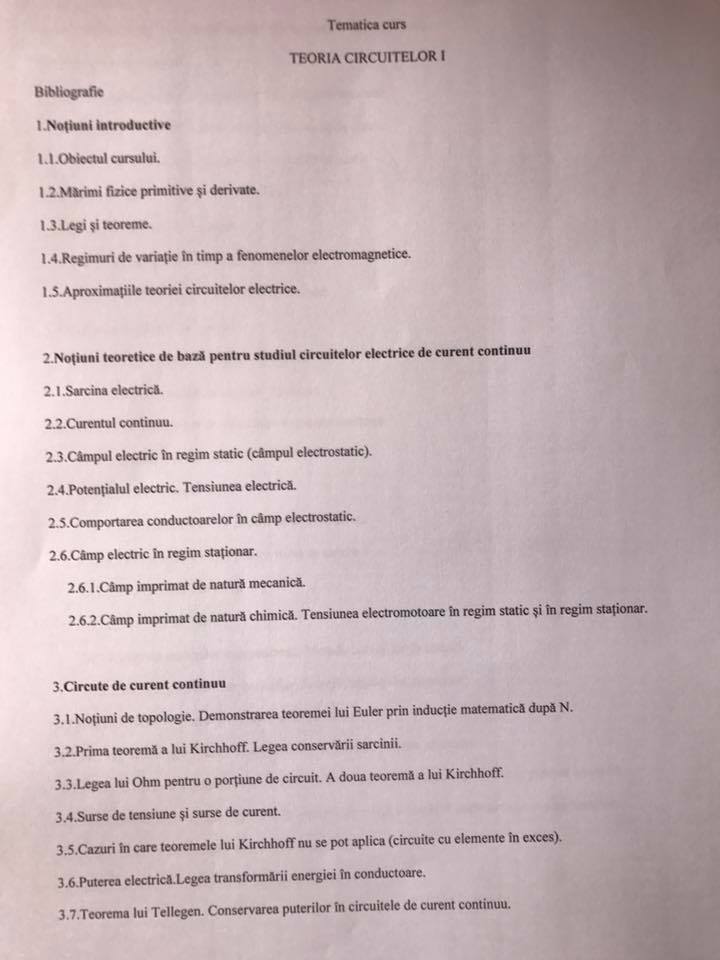 Tematica curs
TEORIA CIRCUITELOR I
Bibliografie
1.Noțiuni introductive
1.1.Obiectul cursului.
1.2.Mărimi fizice primitive și derivate.
1.3.Legi și teoreme.
1.4.Regimuri de variație în timp a fenomenelor electromagnetice.
1.5.Aproximațiile teoriei circuitelor electrice.
2.Noțiuni teoretice de bază pentru studiul circuitelor electrice de curent continuu
2.1.Sarcina electrică.
2.2.Curentul continuu.
2.3.Câmpul electric în regim static (câmpul electrostatic).
2.4.Potențialul electric. Tensiunea electrică.
2.5.Comportarea conductoarelor în câmp electrostatic.
2.6.Câmp electric în regim staționar.
2.6.1.Câmp imprimat de natură mecanică.
2.6.2.Câmp imprimat de natură chimică. Tensiunea electromotoare în regim static și în regim staționar.
3.Circute de curent continuu
3.1.Noțiuni de topologie. Demonstrarea teoremei lui Euler prin inducție matematică după N.
3.2.Prima teoremă a lui Kirchhoff. Legea conservării sarcinii.
3.3.Legea lui Ohm pentru o porțiune de circuit. A doua teoremă a lui Kirchhoff.
3.4.Surse de tensiune și surse de curent.
3.5.Cazuri în care teoremele lui Kirchhoff nu se pot aplica (circuite cu elemente în exces).
3.6.Puterea electrică.Legea transformării energiei în conductoare.
3.7.Teorema lui Tellegen. Conservarea puterilor în circuitele de curent continuu.